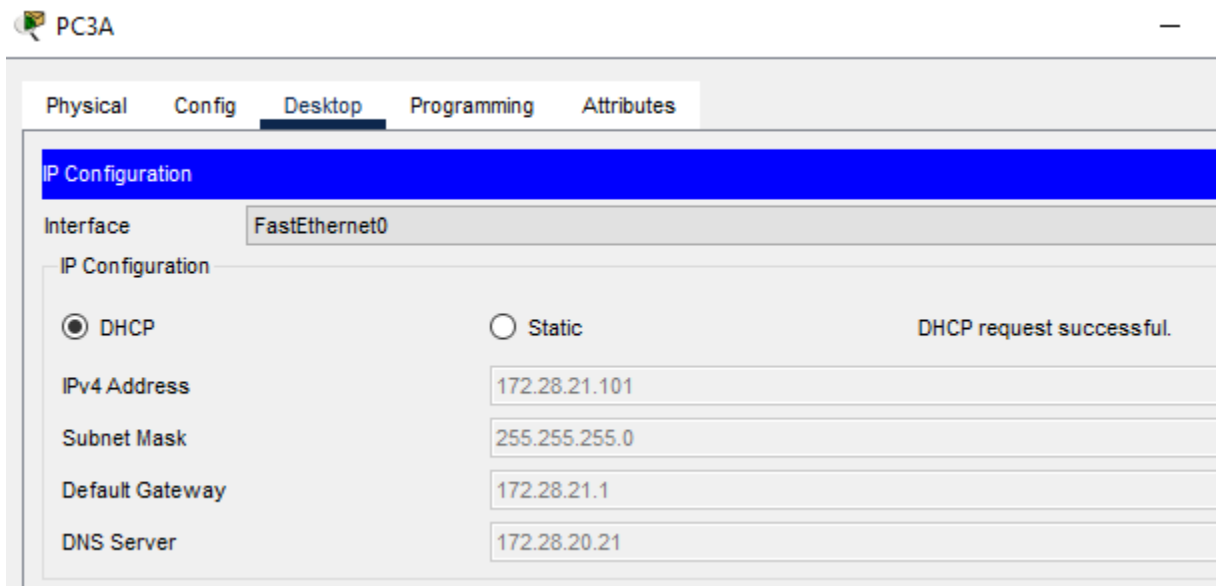 PC3A
Physical Config Desktop Programming Attributes
IP Configuration
Interface FastEthernet0
IP Configuration
DHCP Static DHCP request successful.
IPv4 Address 172.28.21.101
Subnet Mask 255.255.255.0
Default Gateway 172.28.21.1
DNS Server 172.28.20.21